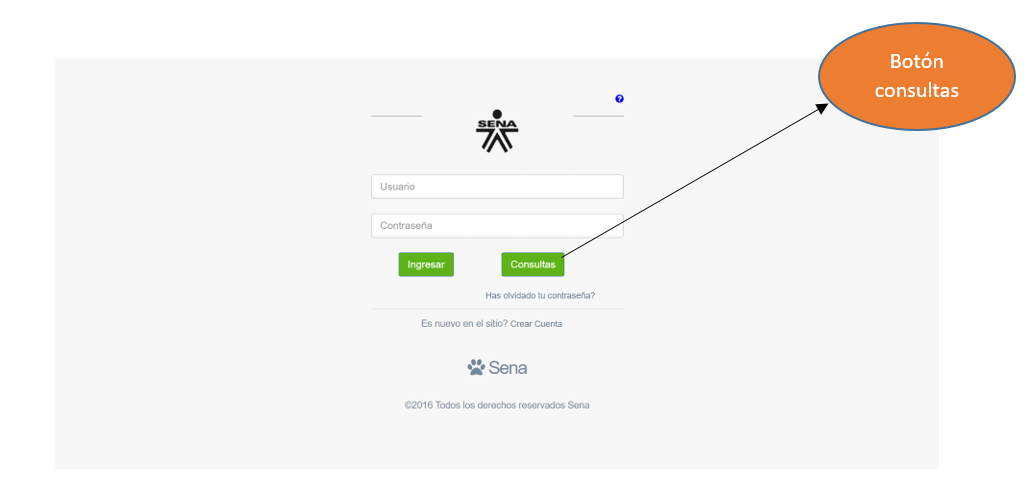 Botón
consultas
SENA
Usuario
Contraseña
Ingresar
Consultas
Has olvidado tu contraseña?
Es nuevo en el sitio? Crear Cuenta
Sena
©2016 Todos los derechos reservados Sena